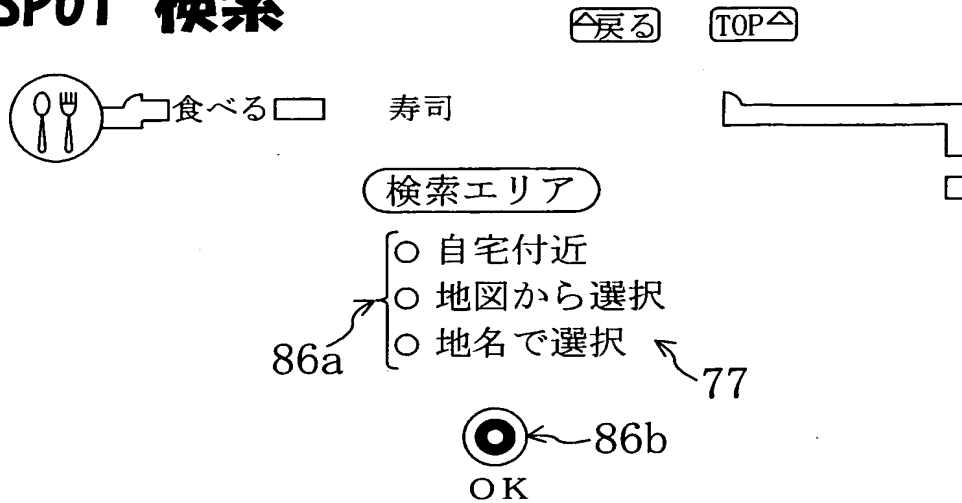 SPOT 検索
戻る TOP
食べる 寿司
検索エリア
自宅付近
地図から選択
地名で選択
86a
77
86b
OK